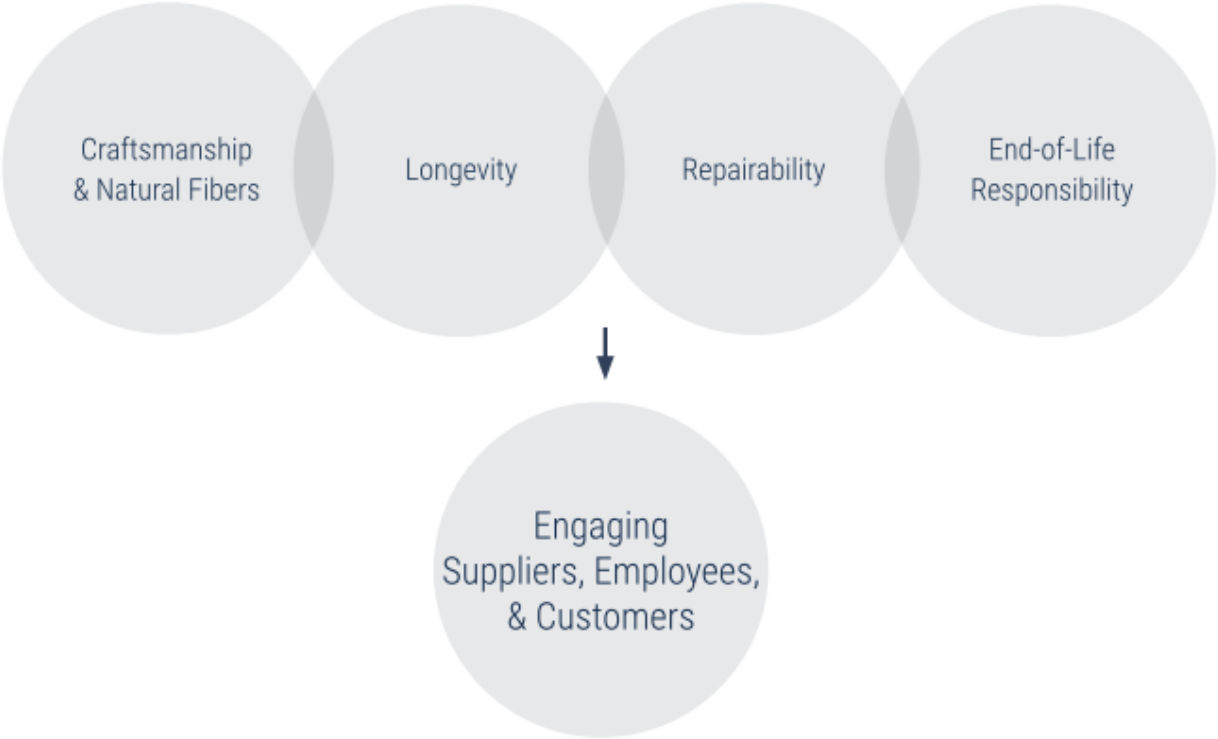 Craftsmanship
& Natural Fibers
Longevity
Repairability
End-of-Life
Responsibility
Engaging
Suppliers, Employees,
& Customers